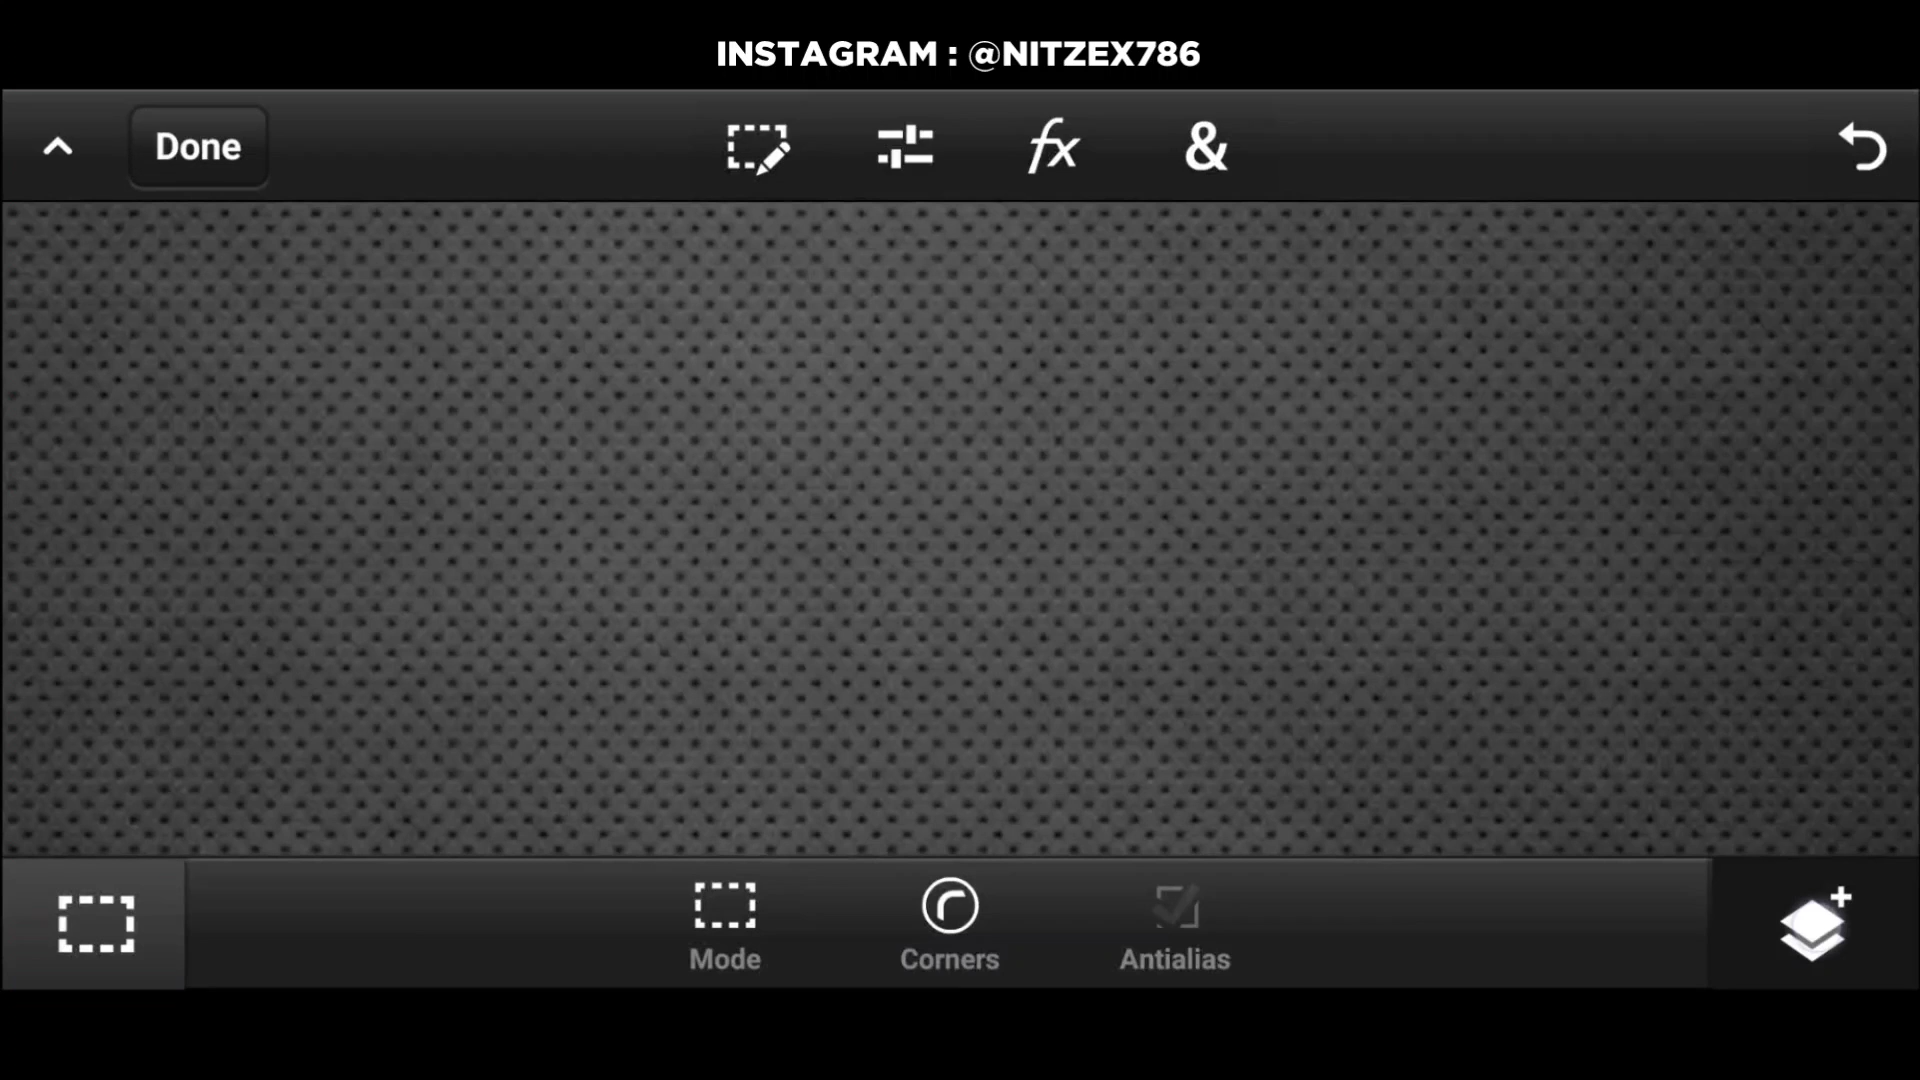 INSTAGRAM : @NITZEX786
Done
fx
&
Mode
Corners
Antialias